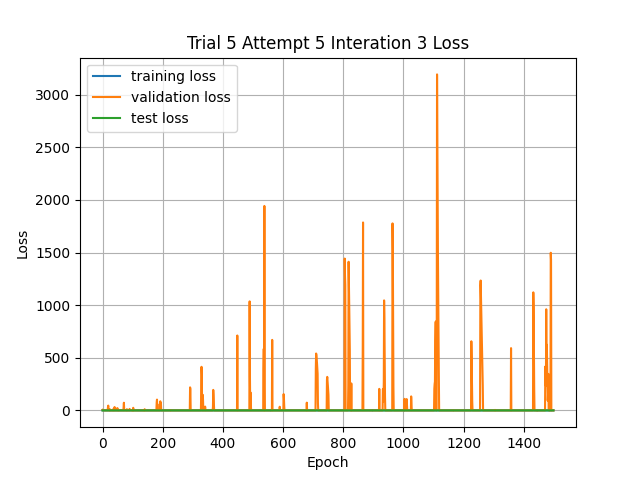 Trial 5 Attempt 5 Interation 3 Loss
training loss
validation loss
test loss
Loss
3000
2500
2000
1500
1000
500
0
0 200 400 600 800 1000 1200 1400
Epoch